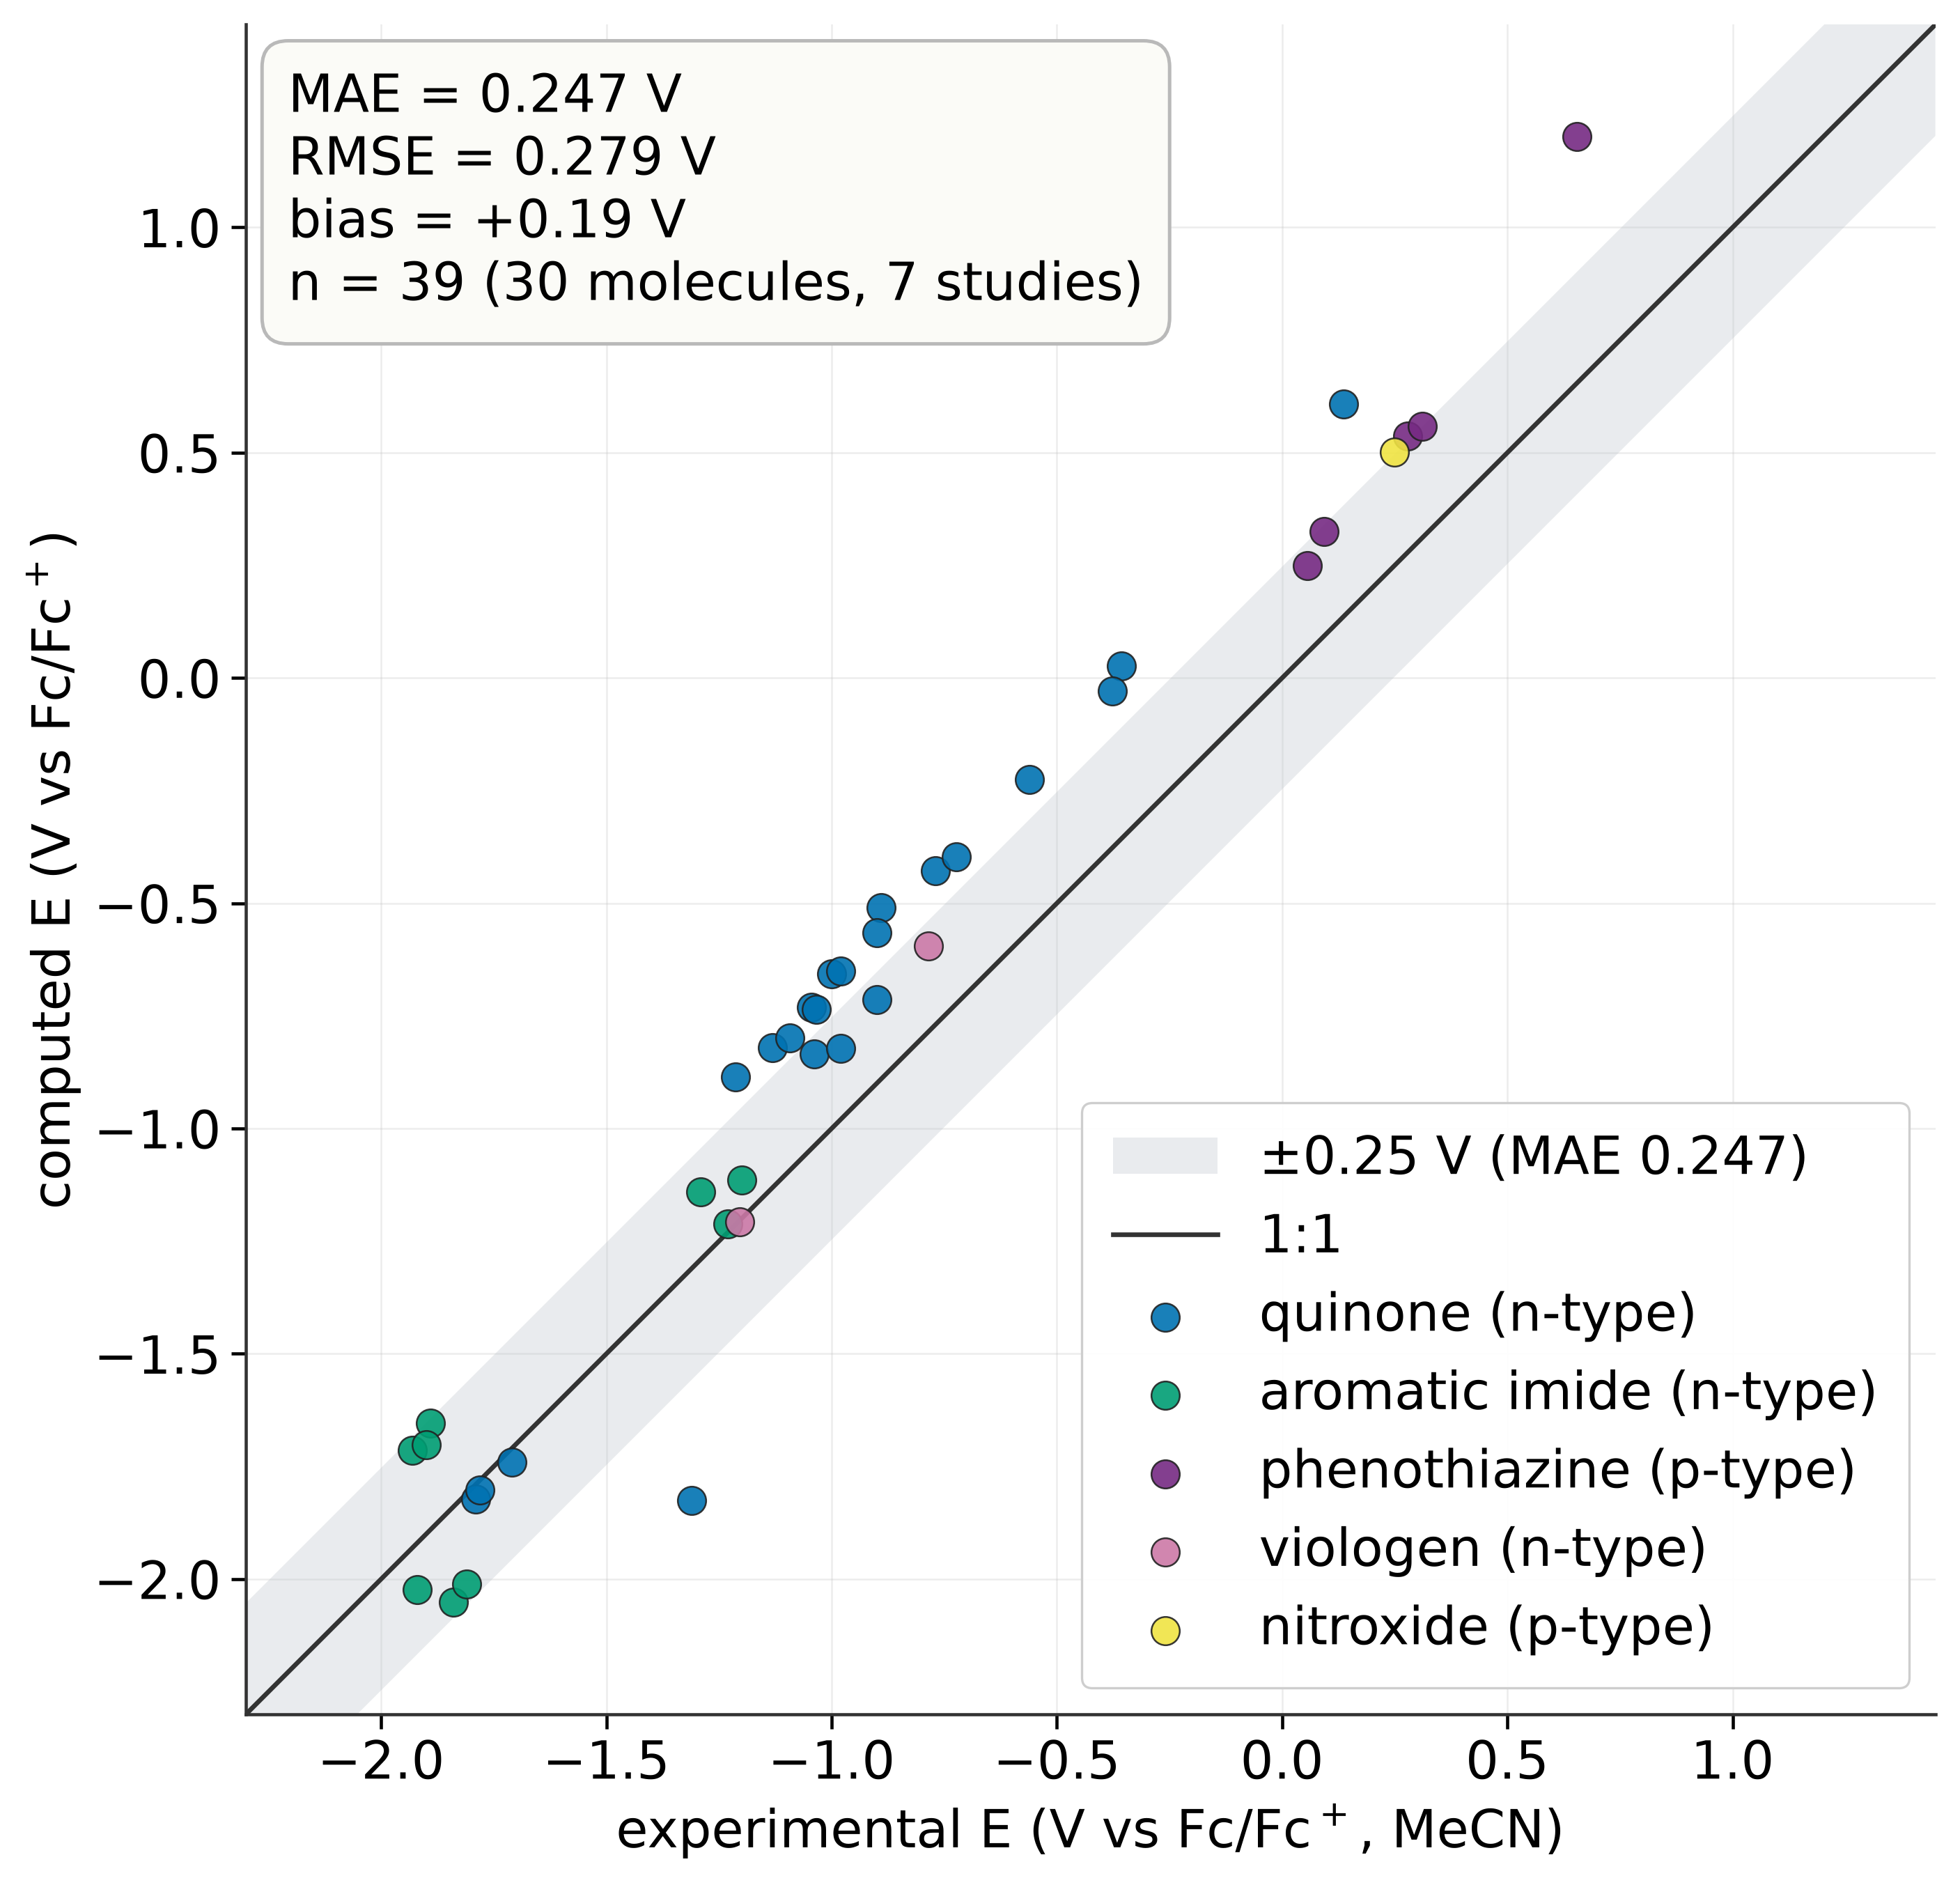 MAE = 0.247 V
RMSE = 0.279 V
bias = +0.19 V
n = 39 (30 molecules, 7 studies)
computed E (V vs Fc/Fc⁺)
1.0
0.5
0.0
−0.5
−1.0
−1.5
−2.0
±0.25 V (MAE 0.247)
1:1
quinone (n-type)
aromatic imide (n-type)
phenothiazine (p-type)
viologen (n-type)
nitroxide (p-type)
−2.0 −1.5 −1.0 −0.5 0.0 0.5 1.0
experimental E (V vs Fc/Fc⁺, MeCN)